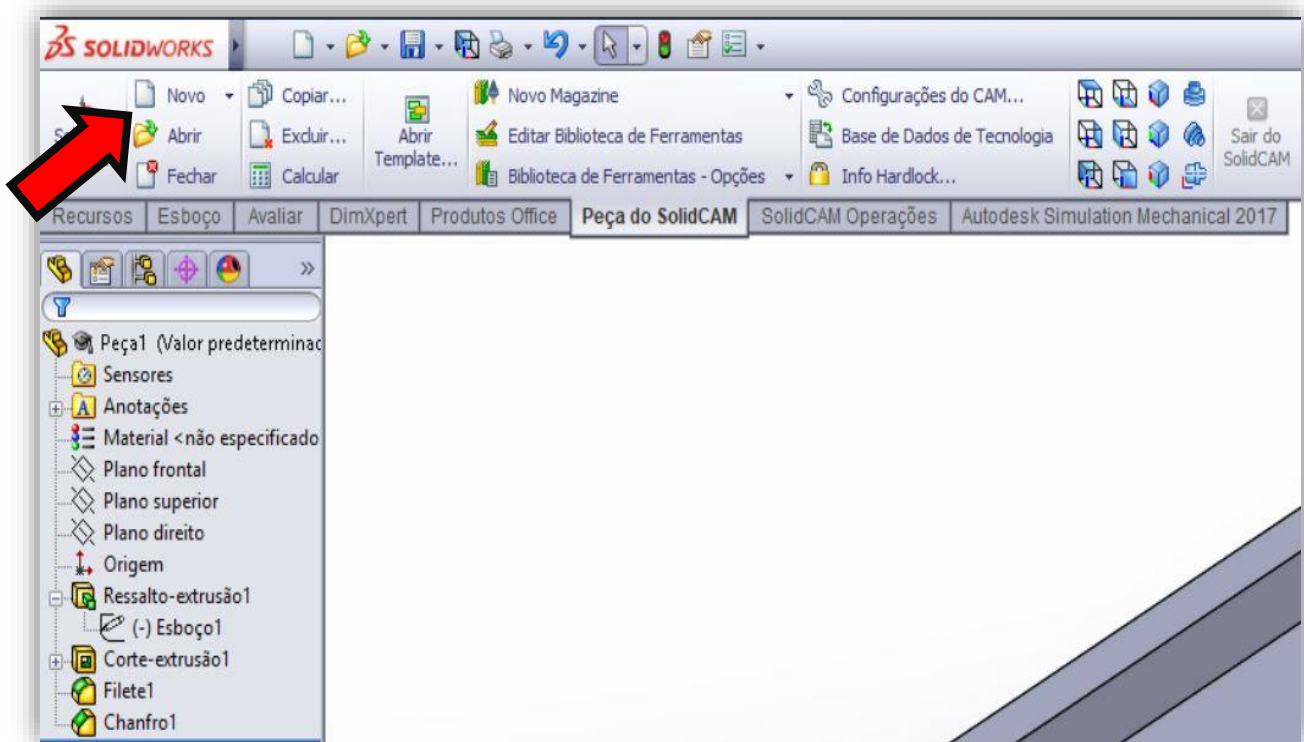 SOLIDWORKS
Novo Copiar... Novo Magazine Configurações do CAM...
Abrir Excluir... Abrir Template... Editar Biblioteca de Ferramentas Base de Dados de Tecnologia Sair do SolidCAM
Fechar Calcular Biblioteca de Ferramentas - Opções Info Hardlock...
Recursos Esboço Avaliar DimXpert Produtos Office Peça do SolidCAM SolidCAM Operações Autodesk Simulation Mechanical 2017
Peça1 (Valor predeterminac
Sensores
A Anotações
Material <não especificado
Plano frontal
Plano superior
Plano direito
Origem
Ressalto-extrusão1
(-) Esboço1
Corte-extrusão1
Filete1
Chanfro1